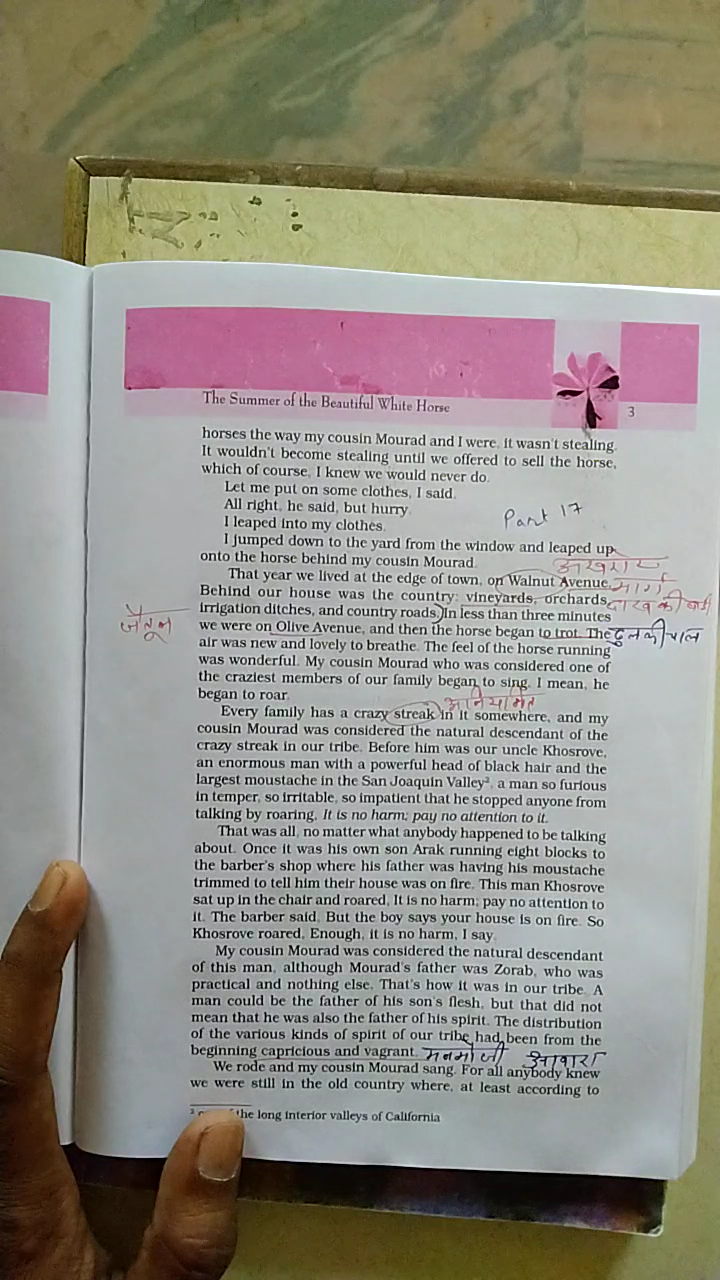 The Summer of the Beautiful White Horse
3
horses the way my cousin Mourad and I were, it wasn't stealing.
It wouldn't become stealing until we offered to sell the horse,
which of course, I knew we would never do.
Let me put on some clothes, I said.
All right, he said, but hurry.
Part 17
I leaped into my clothes.
I jumped down to the yard from the window and leaped up
onto the horse behind my cousin Mourad.
अखरोट
That year we lived at the edge of town, on Walnut Avenue. मार्ग
Behind our house was the country: vineyards, orchards, दाख की बाड़ी
irrigation ditches, and country roads. In less than three minutes
जैतून
we were on Olive Avenue, and then the horse began to trot. The दुलकी चाल
air was new and lovely to breathe. The feel of the horse running
was wonderful. My cousin Mourad who was considered one of
the craziest members of our family began to sing. I mean, he
began to roar.
अनियमित
Every family has a crazy streak in it somewhere, and my
cousin Mourad was considered the natural descendant of the
crazy streak in our tribe. Before him was our uncle Khosrove,
an enormous man with a powerful head of black hair and the
largest moustache in the San Joaquin Valley², a man so furious
in temper, so irritable, so impatient that he stopped anyone from
talking by roaring, It is no harm; pay no attention to it.
That was all, no matter what anybody happened to be talking
about. Once it was his own son Arak running eight blocks to
the barber's shop where his father was having his moustache
trimmed to tell him their house was on fire. This man Khosrove
sat up in the chair and roared, It is no harm; pay no attention to
it. The barber said, But the boy says your house is on fire. So
Khosrove roared, Enough, it is no harm, I say.
My cousin Mourad was considered the natural descendant
of this man, although Mourad's father was Zorab, who was
practical and nothing else. That's how it was in our tribe. A
man could be the father of his son's flesh, but that did not
mean that he was also the father of his spirit. The distribution
of the various kinds of spirit of our tribe had been from the
beginning capricious and vagrant. मनमौजी आवारा
We rode and my cousin Mourad sang. For all anybody knew
we were still in the old country where, at least according to
² the long interior valleys of California